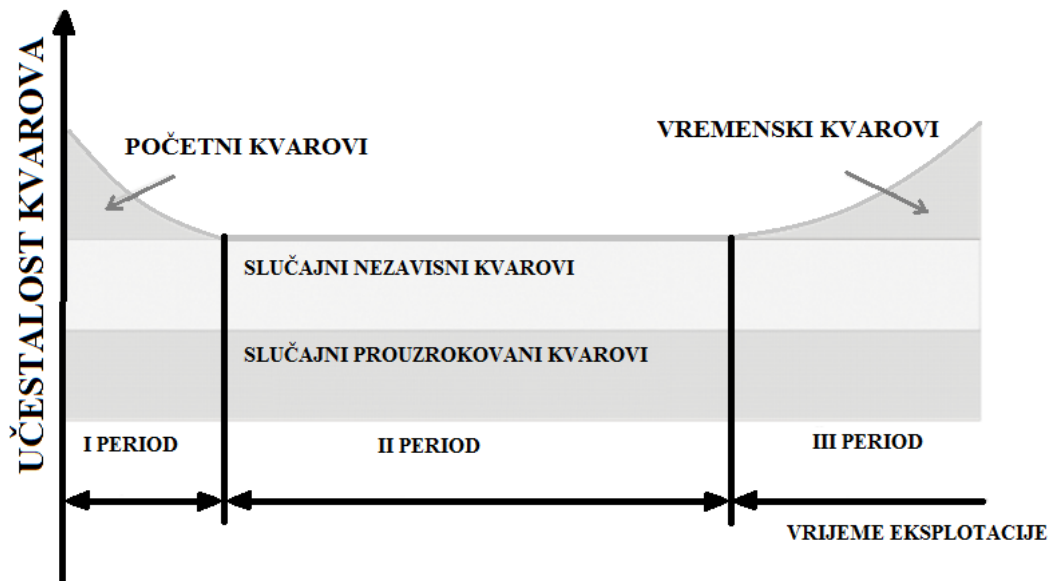 UČESTALOST KVAROVA
POČETNI KVAROVI
VREMENSKI KVAROVI
SLUČAJNI NEZAVISNI KVAROVI
SLUČAJNI PROUZROKOVANI KVAROVI
I PERIOD
II PERIOD
III PERIOD
VRIJEME EKSPLOTACIJE